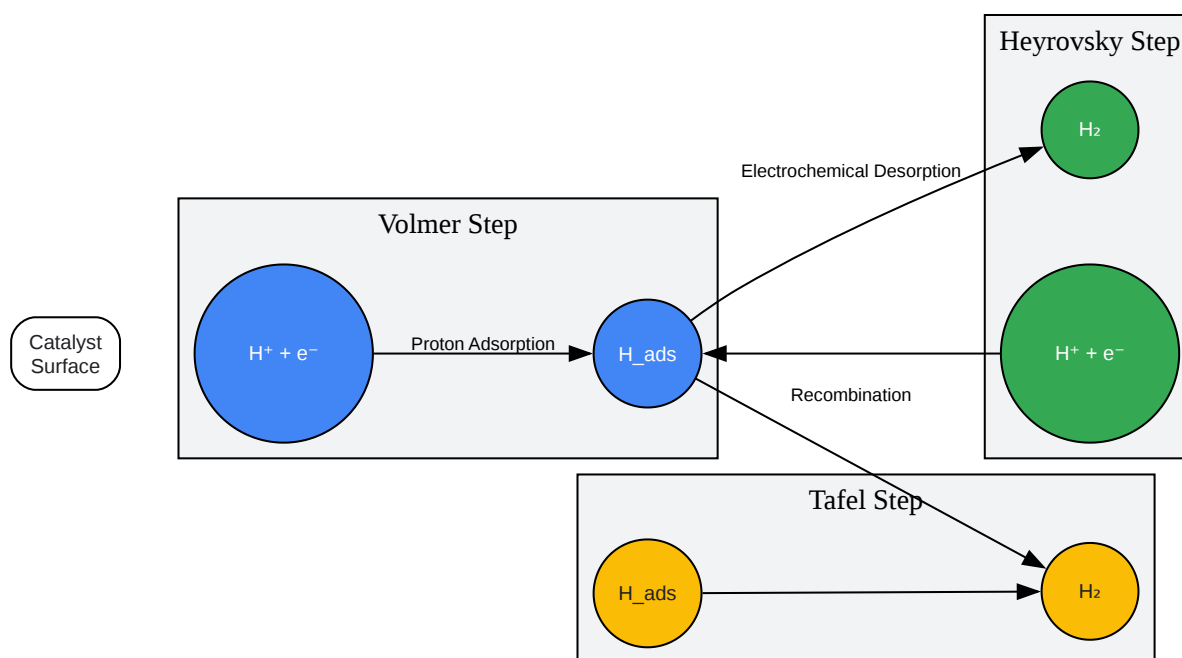 Heyrovsky Step
H₂
Electrochemical Desorption
Volmer Step
Catalyst
Surface
H⁺ + e⁻
Proton Adsorption
H_ads
H⁺ + e⁻
Recombination
Tafel Step
H_ads
H₂